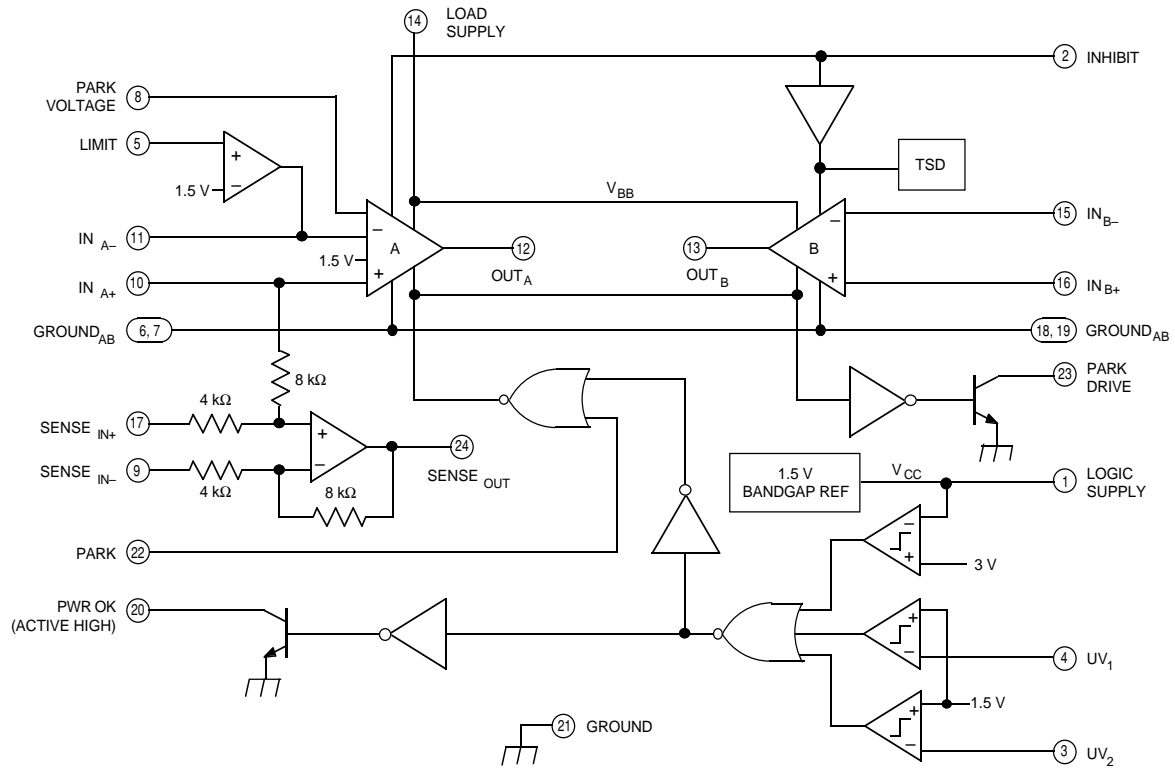 14 LOAD
SUPPLY
2 INHIBIT
PARK
VOLTAGE 8
LIMIT 5
+
1.5 V –
TSD
V BB
IN A– 11
– A
1.5 V
+
12
OUT A
13
OUT B
B –
+
15 IN B–
IN A+ 10
16 IN B+
GROUND AB 6, 7
18, 19 GROUND AB
8 kΩ
23 PARK
DRIVE
SENSE IN+ 17 4 kΩ
+
–
24
SENSE OUT
SENSE IN– 9
4 kΩ
8 kΩ
1.5 V
BANDGAP REF
V CC
1 LOGIC
SUPPLY
–
+
3 V
PARK 22
PWR OK
(ACTIVE HIGH) 20
+
–
4 UV 1
1.5 V
+
–
3 UV 2
21 GROUND